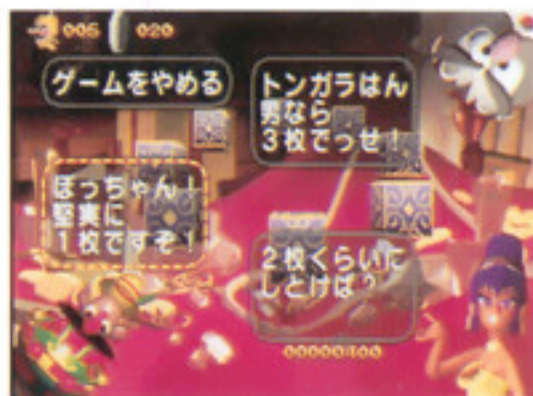 005 020
ゲームをやめる
トンガラはん
男なら
3枚でっせ!
ぼっちゃん!
堅実に
1枚ですぞ!
2枚くらいに
しとけば?
00000100